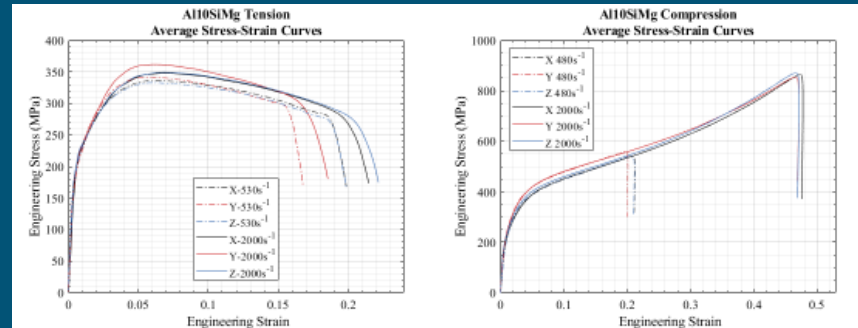 Al10SiMg Tension
Average Stress-Strain Curves
400
350
300
250
200
150
100
50
0
0
0.05
0.1
0.15
0.2
Engineering Stress (MPa)
Engineering Strain
X-530s⁻¹
Y-530s⁻¹
Z-530s⁻¹
X-2000s⁻¹
Y-2000s⁻¹
Z-2000s⁻¹
Al10SiMg Compression
Average Stress-Strain Curves
1000
800
600
400
200
0
0
0.1
0.2
0.3
0.4
0.5
Engineering Stress (MPa)
Engineering Strain
X 480s⁻¹
Y 480s⁻¹
Z 480s⁻¹
X 2000s⁻¹
Y 2000s⁻¹
Z 2000s⁻¹